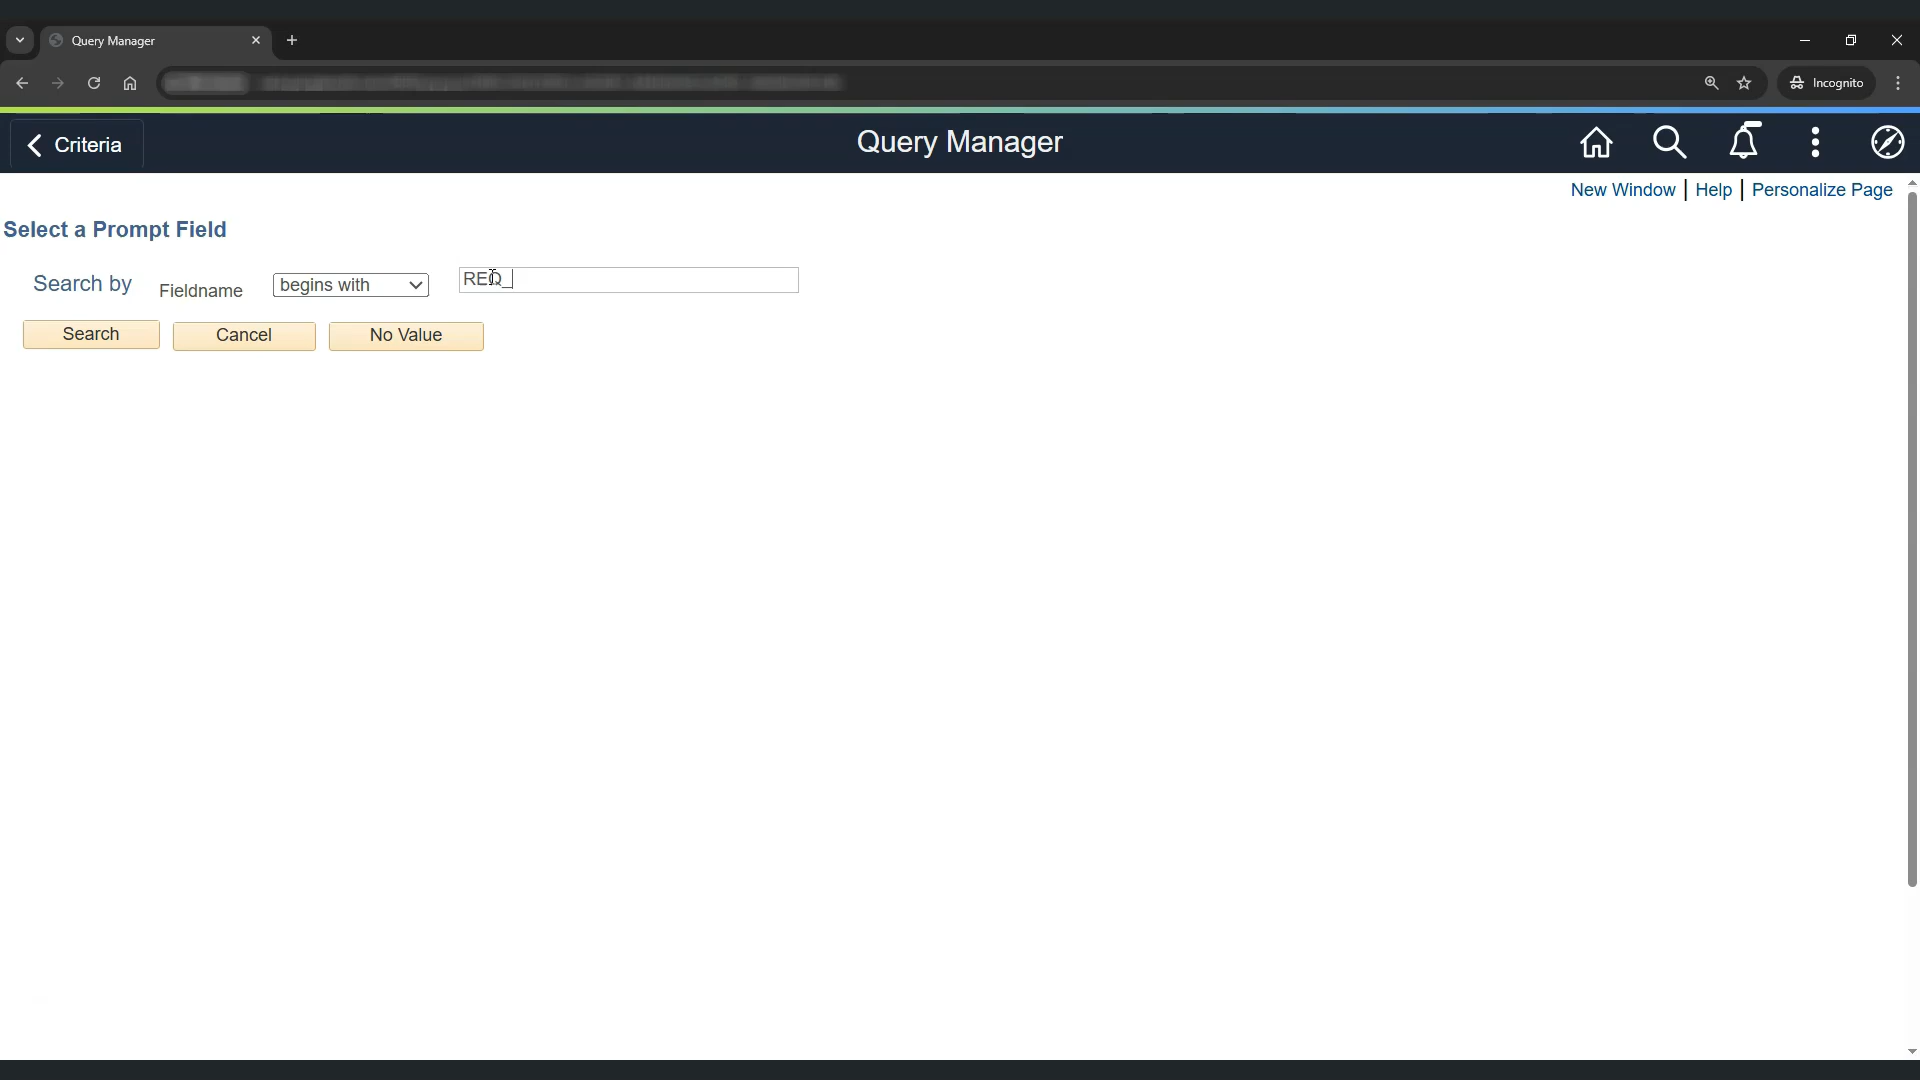 Query Manager
Incognito
Criteria
Query Manager
New Window | Help | Personalize Page
Select a Prompt Field
Search by Fieldname begins with REQ_
Search Cancel No Value